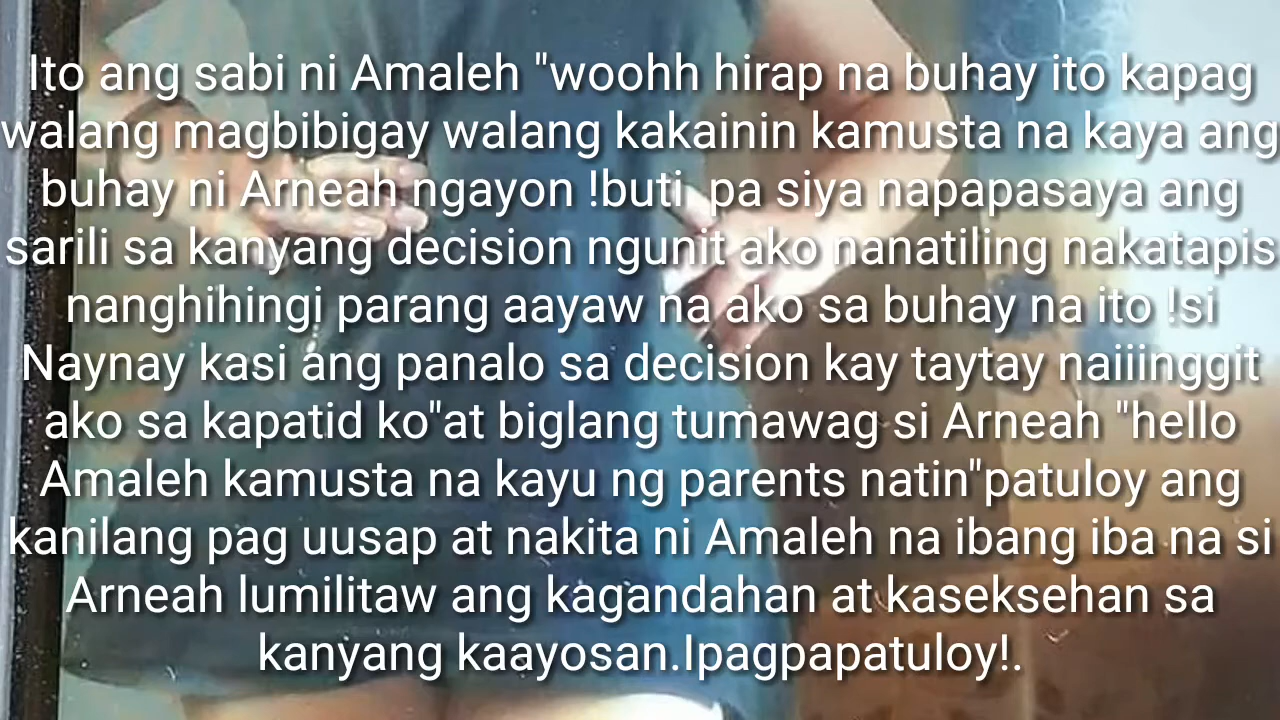 Ito ang sabi ni Amaleh "woohh hirap na buhay ito kapag
walang magbibigay walang kakainin kamusta na kaya ang
buhay ni Arneah ngayon !buti, pa siya napapasaya ang
sarili sa kanyang decision ngunit ako nanatiling nakatapis
nanghihingi parang aayaw na ako sa buhay na ito !si
Naynay kasi ang panalo sa decision kay taytay naiiinggit
ako sa kapatid ko"at biglang tumawag si Arneah "hello
Amaleh kamusta na kayu ng parents natin"patuloy ang
kanilang pag uusap at nakita ni Amaleh na ibang iba na si
Arneah lumilitaw ang kagandahan at kaseksehan sa
kanyang kaayosan.Ipagpapatuloy!.